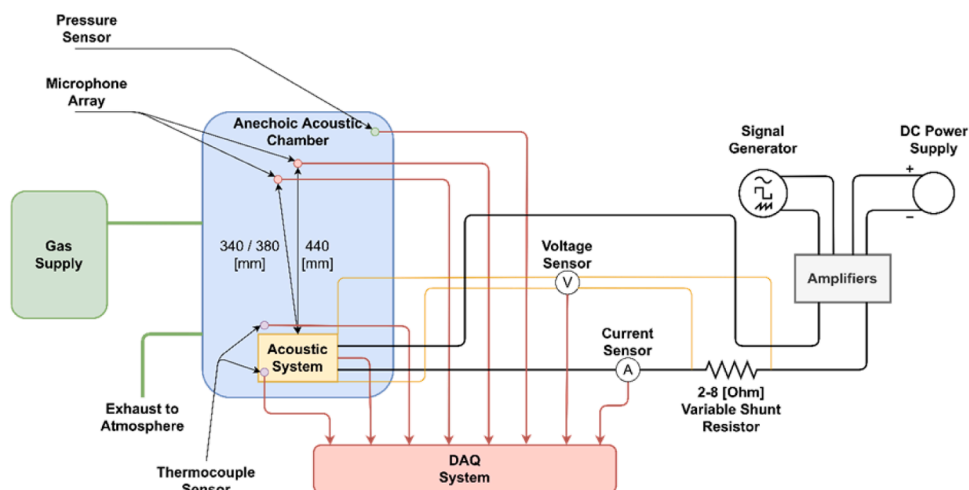 Pressure
Sensor
Microphone
Array
Anechoic Acoustic
Chamber
Signal
Generator
DC Power
Supply
+
−
Gas
Supply
340 / 380
[mm]
440
[mm]
Voltage
Sensor
V
Amplifiers
Acoustic
System
Current
Sensor
A
2-8 [Ohm]
Variable Shunt
Resistor
Exhaust to
Atmosphere
Thermocouple
Sensor
DAQ
System